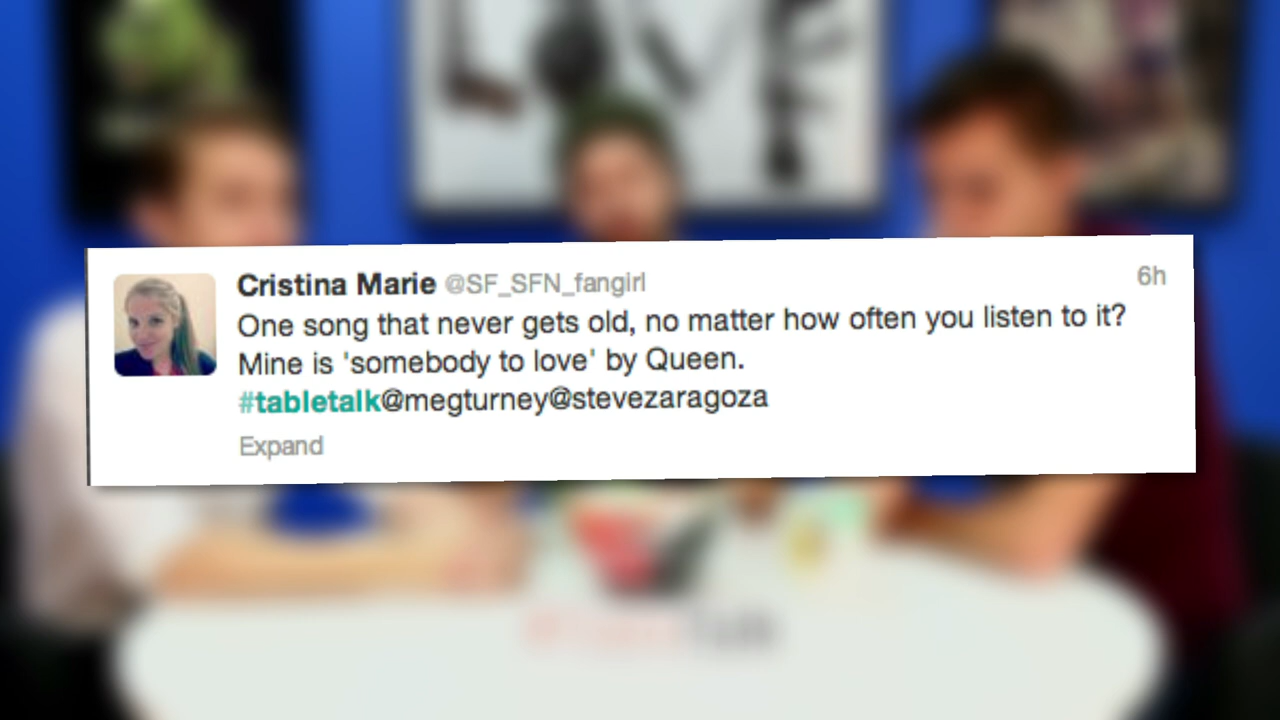 LOVE
Cristina Marie @SF_SFN_fangirl 6h
One song that never gets old, no matter how often you listen to it?
Mine is 'somebody to love' by Queen.
#tabletalk@megturney@stevezaragoza
Expand